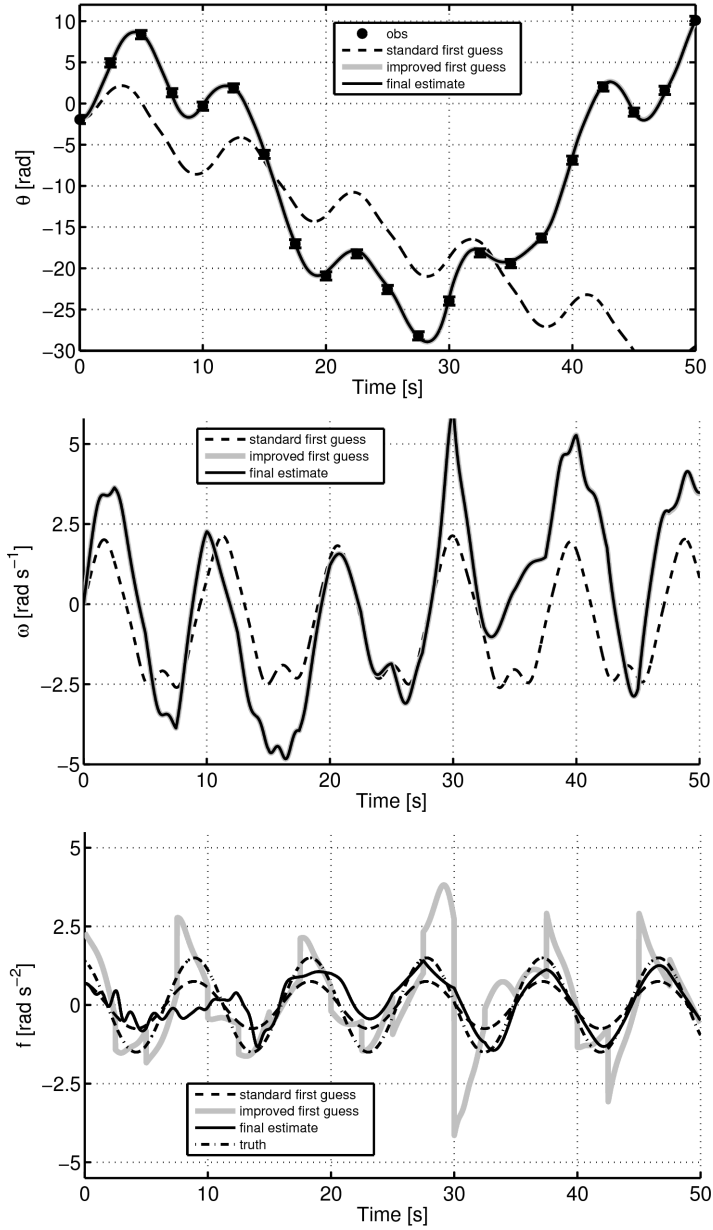 10
5
0
−5
−10
−15
−20
−25
−30
θ [rad]
obs
standard first guess
improved first guess
final estimate
0 10 20 30 40 50
Time [s]
5
2.5
0
−2.5
−5
ω [rad s⁻¹]
standard first guess
improved first guess
final estimate
0 10 20 30 40 50
Time [s]
5
2.5
0
−2.5
−5
f [rad s⁻²]
standard first guess
improved first guess
final estimate
truth
0 10 20 30 40 50
Time [s]